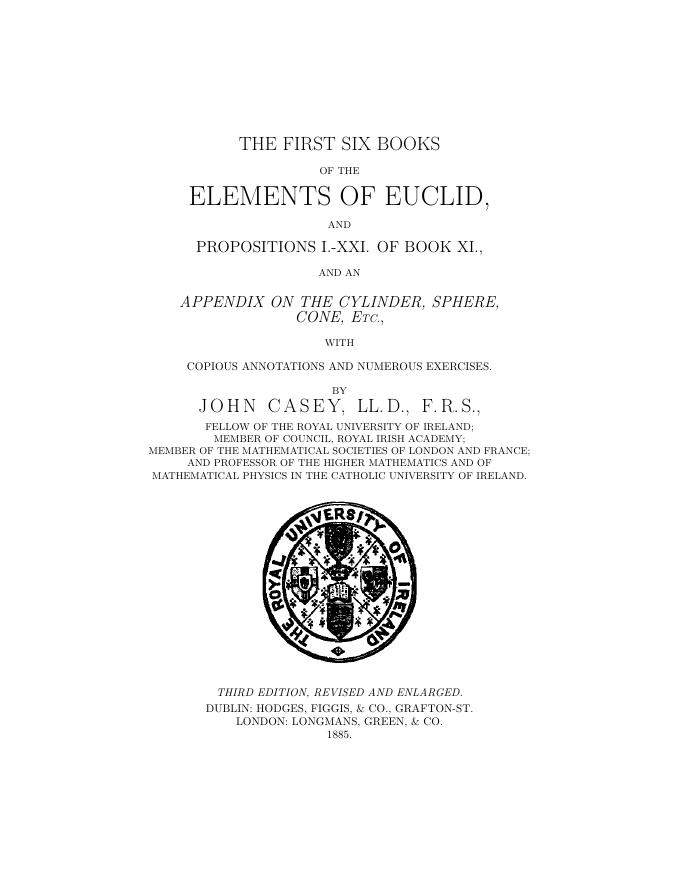 THE FIRST SIX BOOKS
OF THE
ELEMENTS OF EUCLID,
AND
PROPOSITIONS I.-XXI. OF BOOK XI.,
AND AN
APPENDIX ON THE CYLINDER, SPHERE,
CONE, ETC.,
WITH
COPIOUS ANNOTATIONS AND NUMEROUS EXERCISES.
BY
JOHN CASEY, LL.D., F.R.S.,
FELLOW OF THE ROYAL UNIVERSITY OF IRELAND;
MEMBER OF COUNCIL, ROYAL IRISH ACADEMY;
MEMBER OF THE MATHEMATICAL SOCIETIES OF LONDON AND FRANCE;
AND PROFESSOR OF THE HIGHER MATHEMATICS AND OF
MATHEMATICAL PHYSICS IN THE CATHOLIC UNIVERSITY OF IRELAND.
THE ROYAL UNIVERSITY OF IRELAND
THIRD EDITION, REVISED AND ENLARGED.
DUBLIN: HODGES, FIGGIS, & CO., GRAFTON-ST.
LONDON: LONGMANS, GREEN, & CO.
1885.